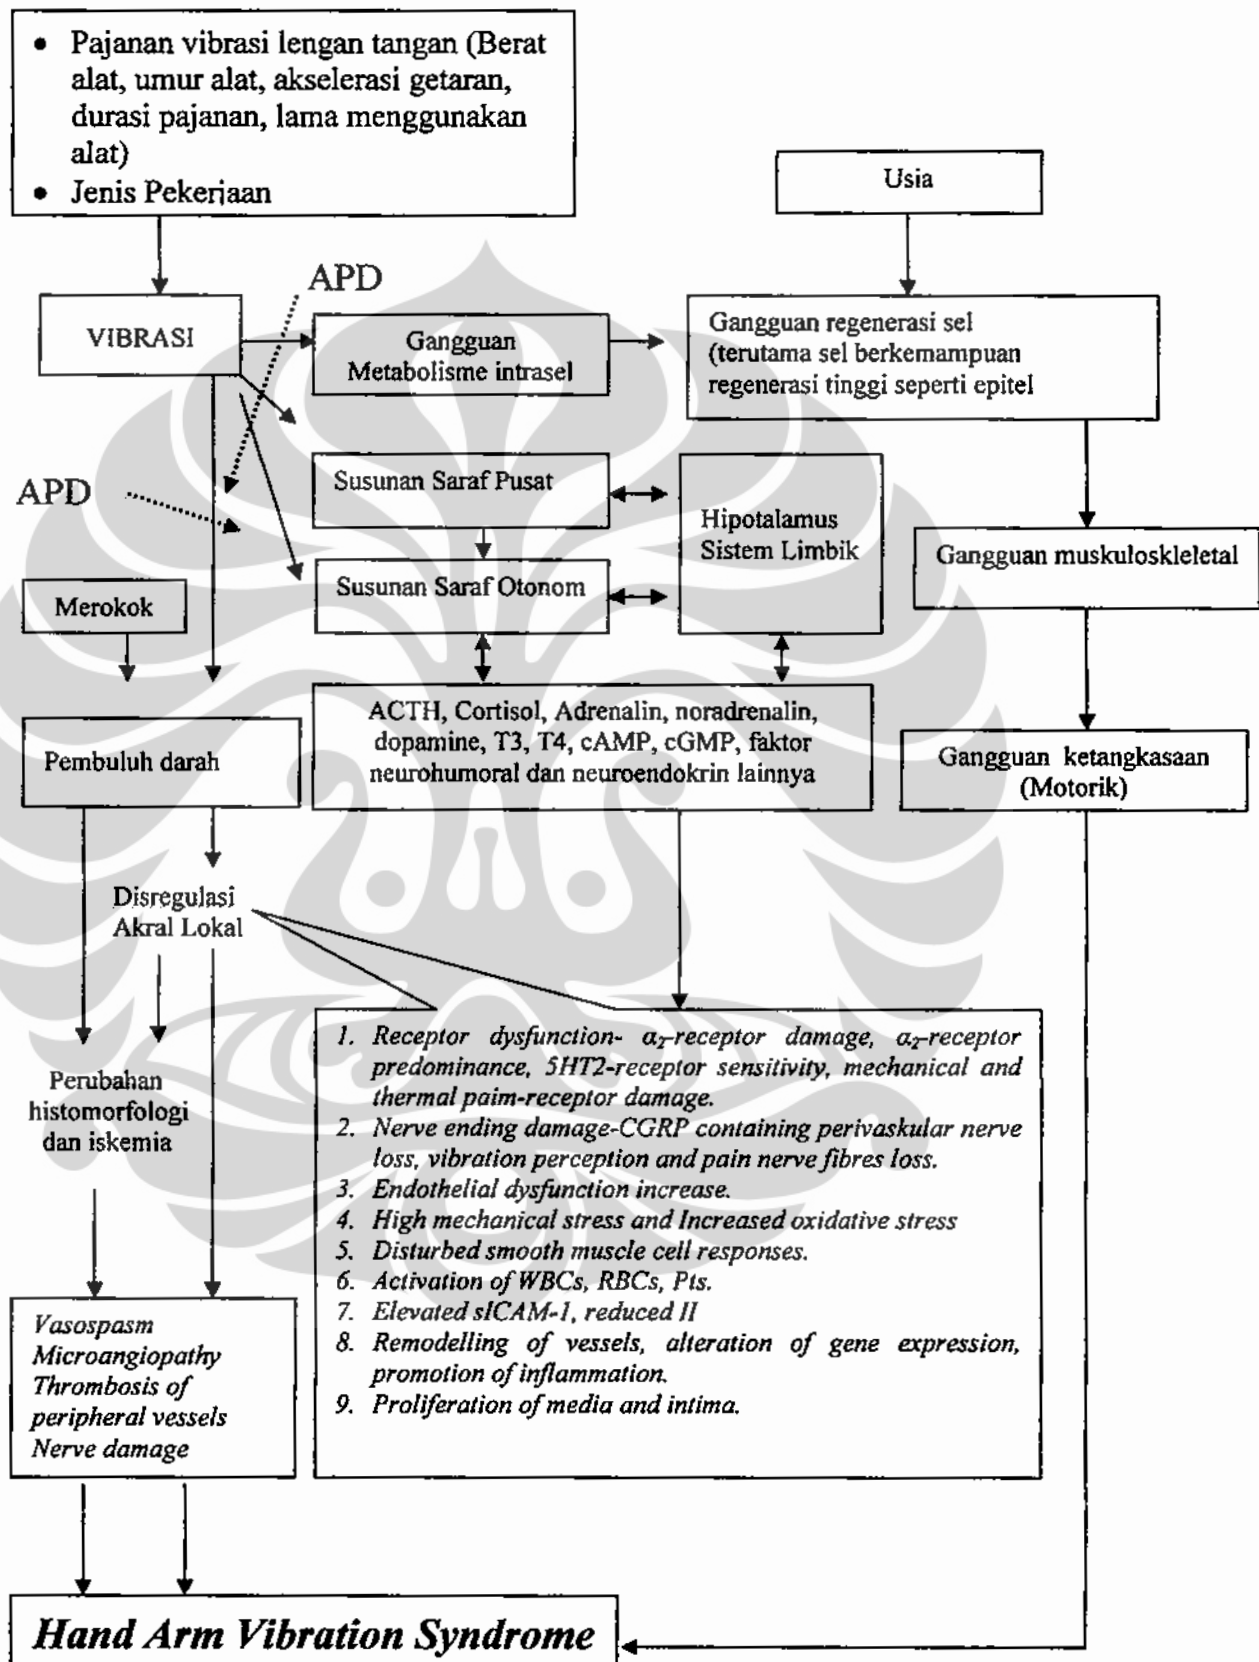 • Pajanan vibrasi lengan tangan (Berat
alat, umur alat, akselerasi getaran,
durasi pajanan, lama menggunakan
alat)
• Jenis Pekerjaan
Usia
APD
VIBRASI
Gangguan
Metabolisme intrasel
Gangguan regenerasi sel
(terutama sel berkemampuan
regenerasi tinggi seperti epitel
APD
Susunan Saraf Pusat
Hipotalamus
Sistem Limbik
Susunan Saraf Otonom
Gangguan muskuloskleletal
Merokok
Pembuluh darah
ACTH, Cortisol, Adrenalin, noradrenalin,
dopamine, T3, T4, cAMP, cGMP, faktor
neurohumoral dan neuroendokrin lainnya
Gangguan ketangkasaan
(Motorik)
Disregulasi
Akral Lokal
Perubahan
histomorfologi
dan iskemia
1. Receptor dysfunction- α₂-receptor damage, α₂-receptor
predominance, 5HT2-receptor sensitivity, mechanical and
thermal paim-receptor damage.
2. Nerve ending damage-CGRP containing perivaskular nerve
loss, vibration perception and pain nerve fibres loss.
3. Endothelial dysfunction increase.
4. High mechanical stress and Increased oxidative stress
5. Disturbed smooth muscle cell responses.
6. Activation of WBCs, RBCs, Pts.
7. Elevated sICAM-1, reduced II
8. Remodelling of vessels, alteration of gene expression,
promotion of inflammation.
9. Proliferation of media and intima.
Vasospasm
Microangiopathy
Thrombosis of
peripheral vessels
Nerve damage
Hand Arm Vibration Syndrome